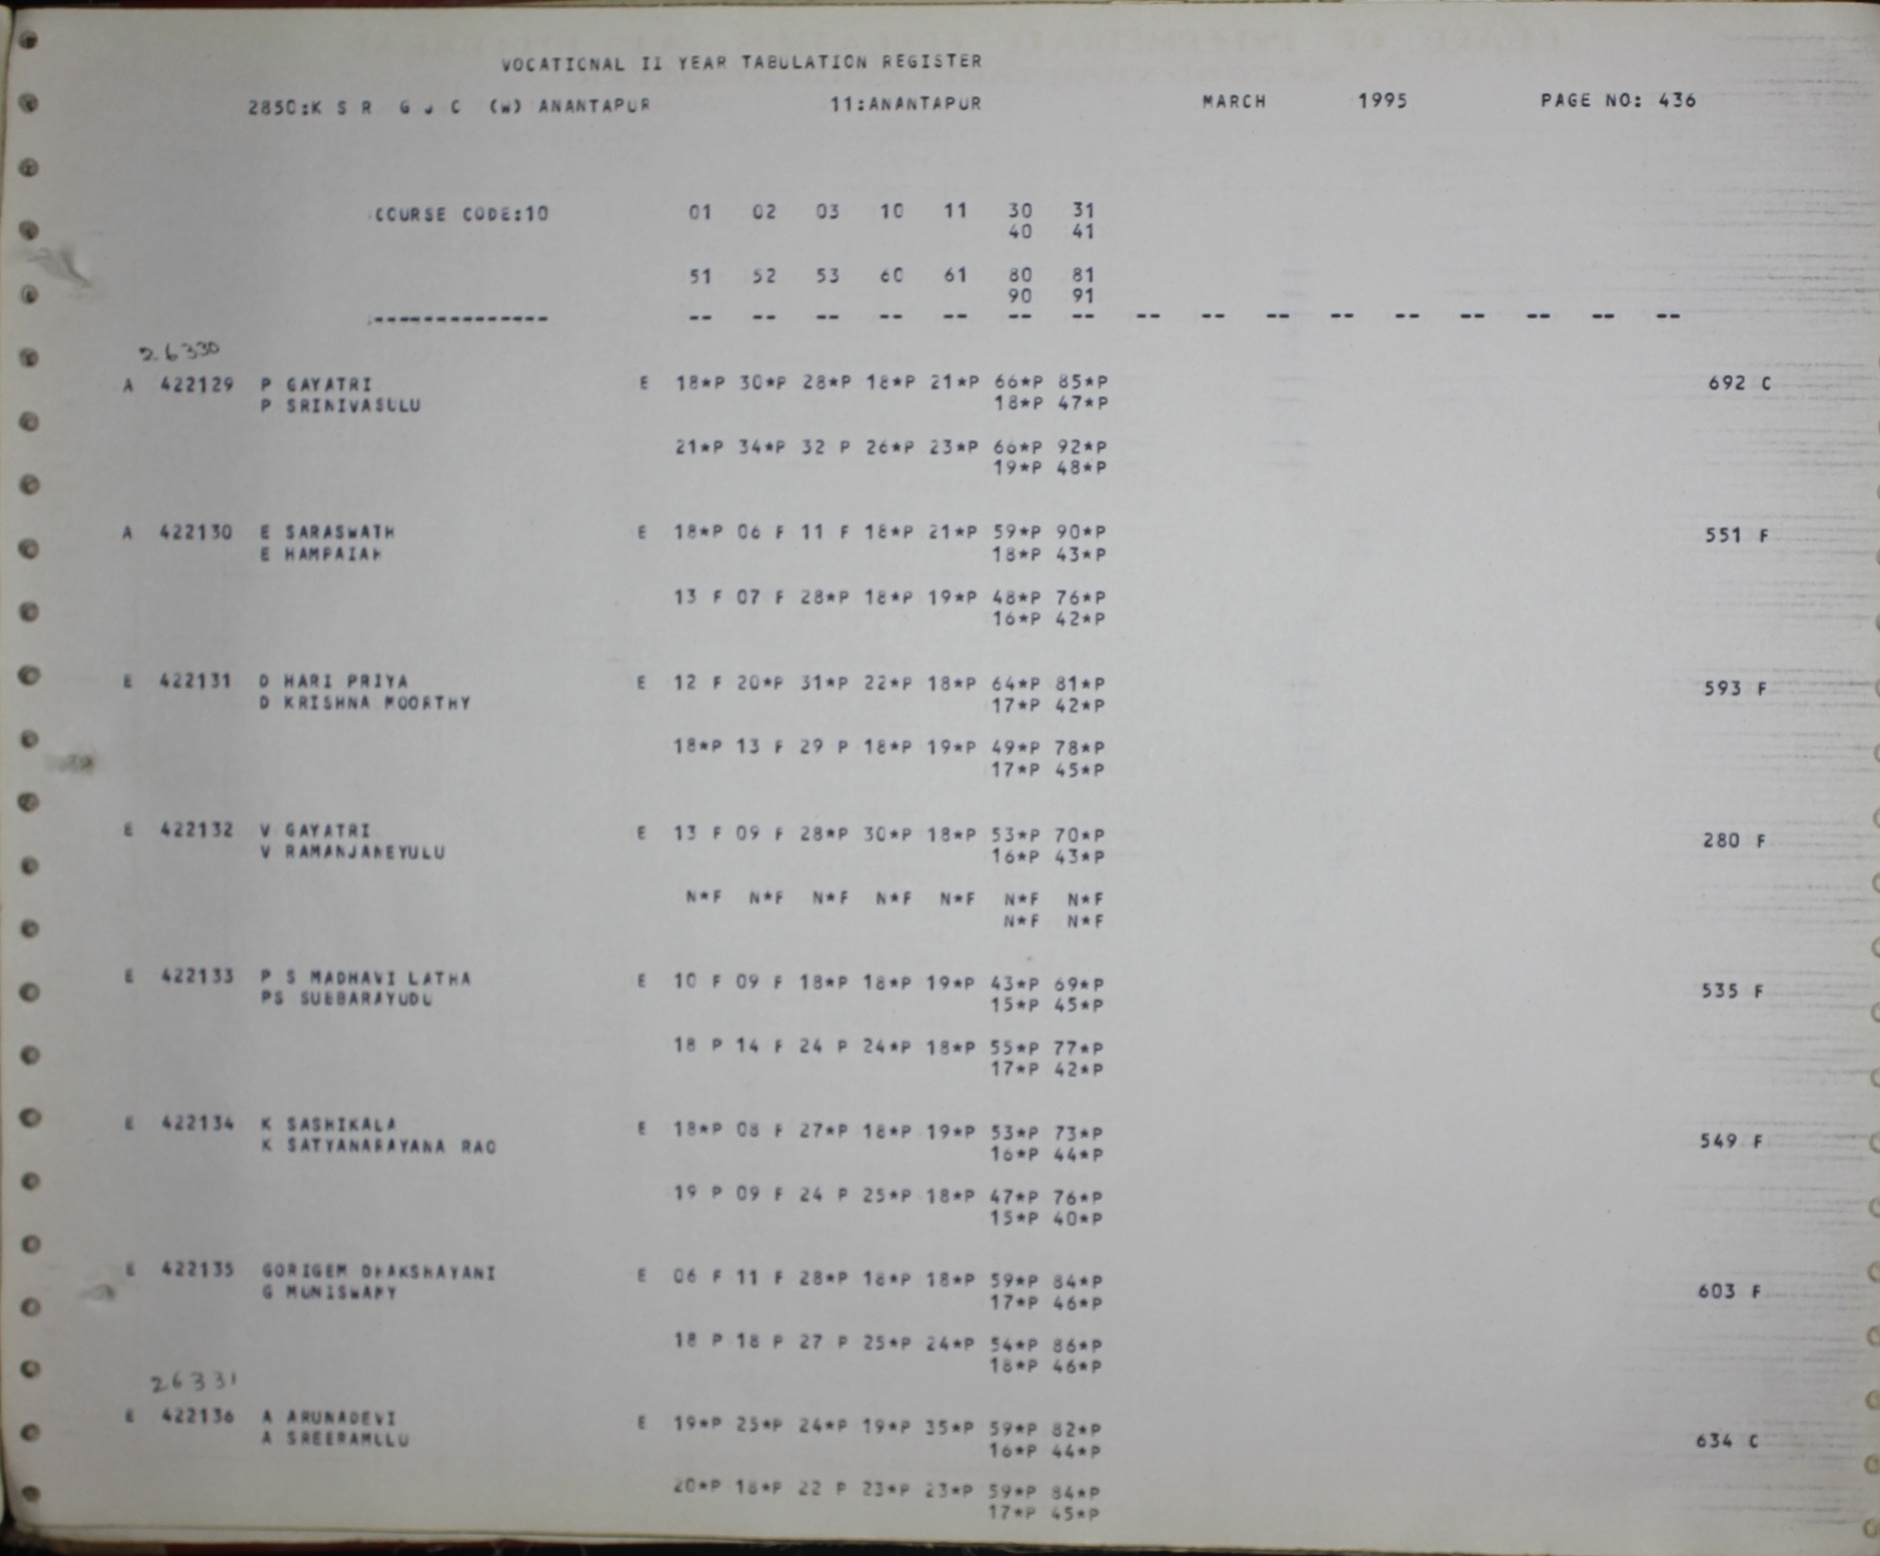 VOCATIONAL II YEAR TABULATION REGISTER
2850:K S R G J C (W) ANANTAPUR 11:ANANTAPUR MARCH 1995 PAGE NO: 436
COURSE CODE:10 01 02 03 10 11 30 31
40 41
51 52 53 60 61 80 81
90 91
-------------- -- -- -- -- -- -- -- -- -- -- -- -- -- -- -- --
26330
A 422129 P GAYATRI E 18*P 30*P 28*P 18*P 21*P 66*P 85*P 692 C
P SRINIVASULU 18*P 47*P
21*P 34*P 32 P 26*P 23*P 66*P 92*P
19*P 48*P
A 422130 E SARASWATH E 18*P 06 F 11 F 18*P 21*P 59*P 90*P 551 F
E HAMPAIAH 18*P 43*P
13 F 07 F 28*P 18*P 19*P 48*P 76*P
16*P 42*P
E 422131 D HARI PRIYA E 12 F 20*P 31*P 22*P 18*P 64*P 81*P 593 F
D KRISHNA MOORTHY 17*P 42*P
18*P 13 F 29 P 18*P 19*P 49*P 78*P
17*P 45*P
E 422132 V GAYATRI E 13 F 09 F 28*P 30*P 18*P 53*P 70*P 280 F
V RAMANJANEYULU 16*P 43*P
N*F N*F N*F N*F N*F N*F N*F
N*F N*F
E 422133 P S MADHAVI LATHA E 10 F 09 F 18*P 18*P 19*P 43*P 69*P 535 F
PS SUBBARAYUDU 15*P 45*P
18 P 14 F 24 P 24*P 18*P 55*P 77*P
17*P 42*P
E 422134 K SASHIKALA E 18*P 08 F 27*P 18*P 19*P 53*P 73*P 549 F
K SATYANARAYANA RAO 16*P 44*P
19 P 09 F 24 P 25*P 18*P 47*P 76*P
15*P 40*P
E 422135 GORIGEM DHAKSHAYANI E 06 F 11 F 28*P 18*P 18*P 59*P 84*P 603 F
G MUNISWAMY 17*P 46*P
18 P 18 P 27 P 25*P 24*P 54*P 86*P
18*P 46*P
26331
E 422136 A ARUNADEVI E 19*P 25*P 24*P 19*P 35*P 59*P 82*P 634 C
A SREERAMULU 16*P 44*P
20*P 18*P 22 P 23*P 23*P 59*P 84*P
17*P 45*P